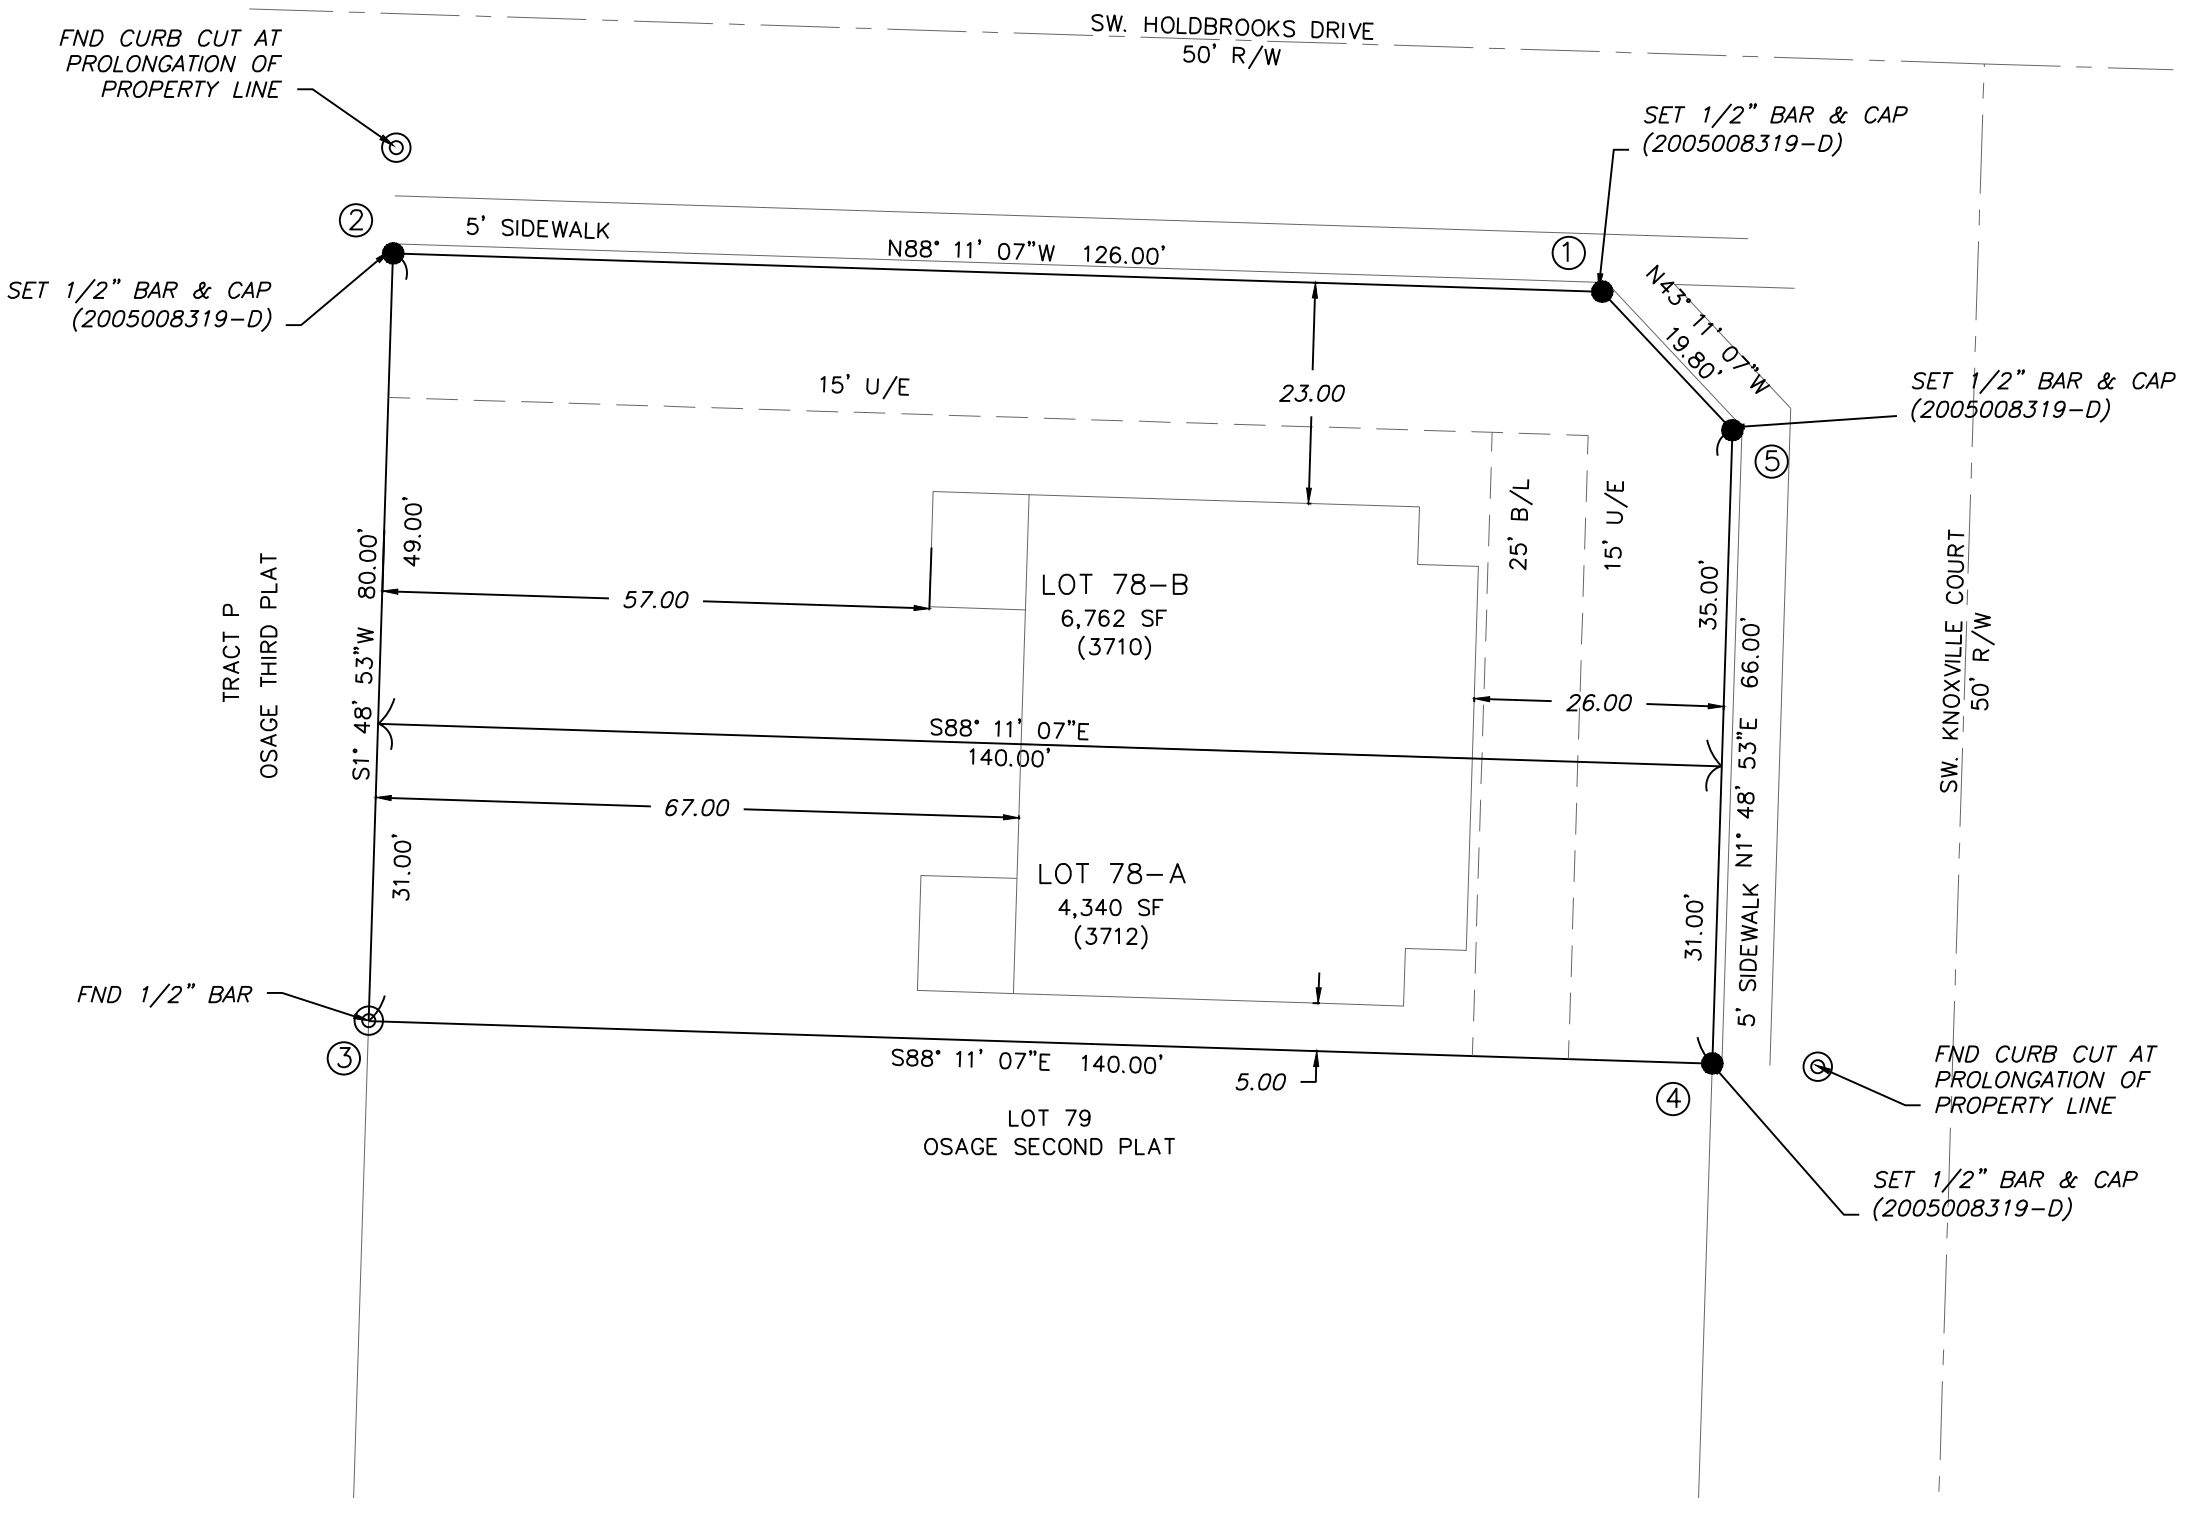 SW. HOLDBROOKS DRIVE
50' R/W
FND CURB CUT AT
PROLONGATION OF
PROPERTY LINE
SET 1/2" BAR & CAP
(2005008319-D)
2
5' SIDEWALK
N88° 11' 07"W 126.00'
1
N43° 11' 07"W
19.80'
SET 1/2" BAR & CAP
(2005008319-D)
SET 1/2" BAR & CAP
(2005008319-D)
15' U/E
23.00
5
25' B/L
15' U/E
TRACT P
OSAGE THIRD PLAT
S1° 48' 53"W 80.00'
49.00'
57.00
LOT 78-B
6,762 SF
(3710)
35.00'
26.00
N1° 48' 53"E 66.00'
SW. KNOXVILLE COURT
50' R/W
S88° 11' 07"E
140.00'
67.00
31.00'
LOT 78-A
4,340 SF
(3712)
31.00'
5' SIDEWALK
FND 1/2" BAR
3
S88° 11' 07"E 140.00'
5.00
4
FND CURB CUT AT
PROLONGATION OF
PROPERTY LINE
LOT 79
OSAGE SECOND PLAT
SET 1/2" BAR & CAP
(2005008319-D)